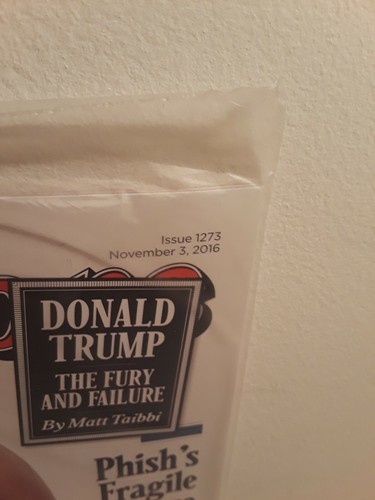 Issue 1273
November 3, 2016
DONALD
TRUMP
THE FURY
AND FAILURE
By Matt Taibbi
Phish's
Fragile